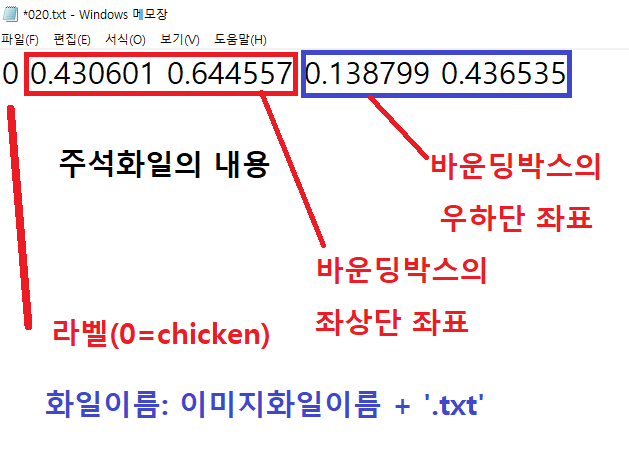 *020.txt - Windows 메모장
파일(F) 편집(E) 서식(O) 보기(V) 도움말(H)
0 0.430601 0.644557 0.138799 0.436535
주석화일의 내용
바운딩박스의
우하단 좌표
바운딩박스의
좌상단 좌표
라벨(0=chicken)
화일이름: 이미지화일이름 + '.txt'